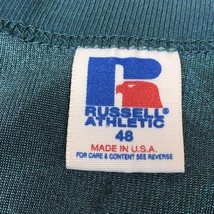 RUSSELL
ATHLETIC
48
MADE IN U.S.A.
FOR CARE & CONTENT SEE REVERSE